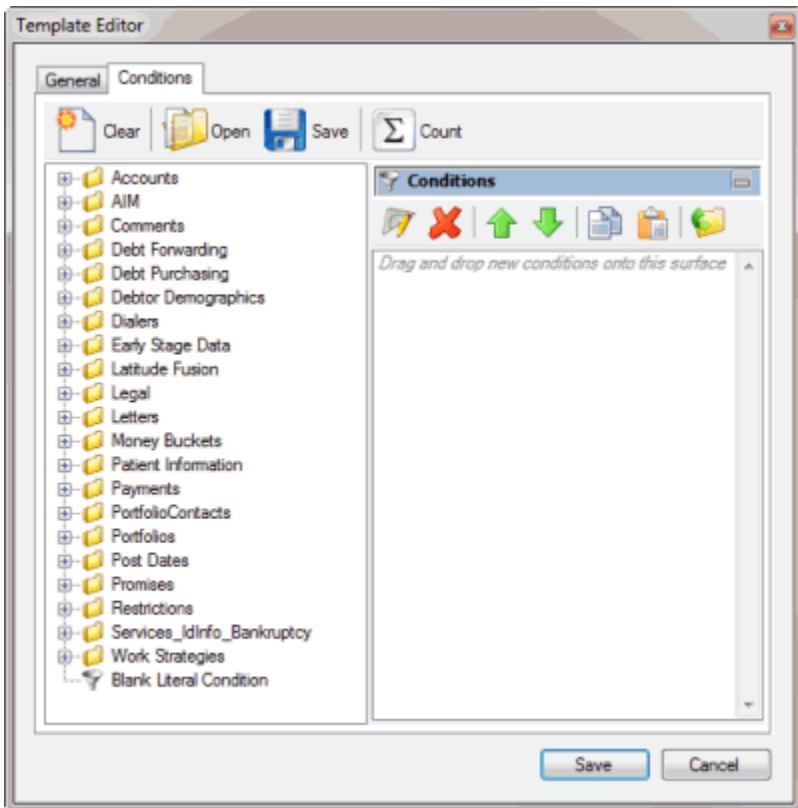 Template Editor
General Conditions
Clear Open Save Σ Count
Accounts
AIM
Comments
Debt Forwarding
Debt Purchasing
Debtor Demographics
Dialers
Early Stage Data
Latitude Fusion
Legal
Letters
Money Buckets
Patient Information
Payments
PortfolioContacts
Portfolios
Post Dates
Promises
Restrictions
Services_IdInfo_Bankruptcy
Work Strategies
Blank Literal Condition
Conditions
Drag and drop new conditions onto this surface
Save Cancel